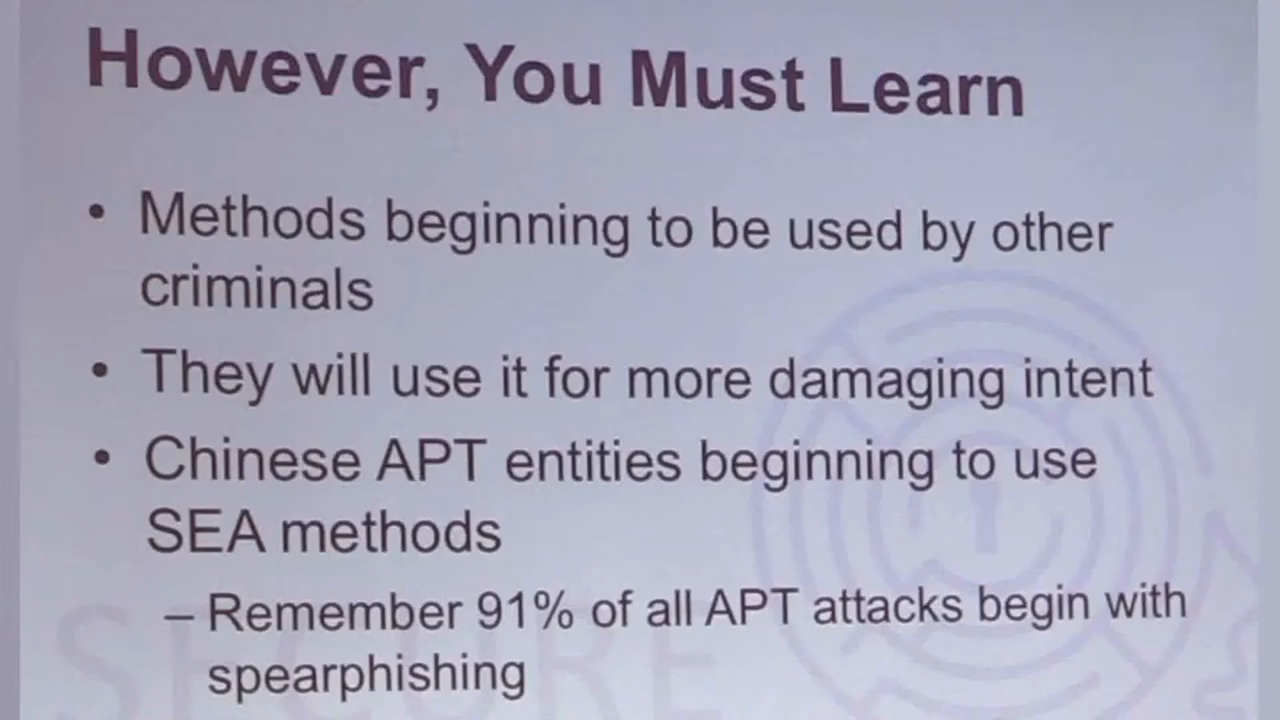 However, You Must Learn
• Methods beginning to be used by other
criminals
• They will use it for more damaging intent
• Chinese APT entities beginning to use
SEA methods
– Remember 91% of all APT attacks begin with
spearphishing
SECURE